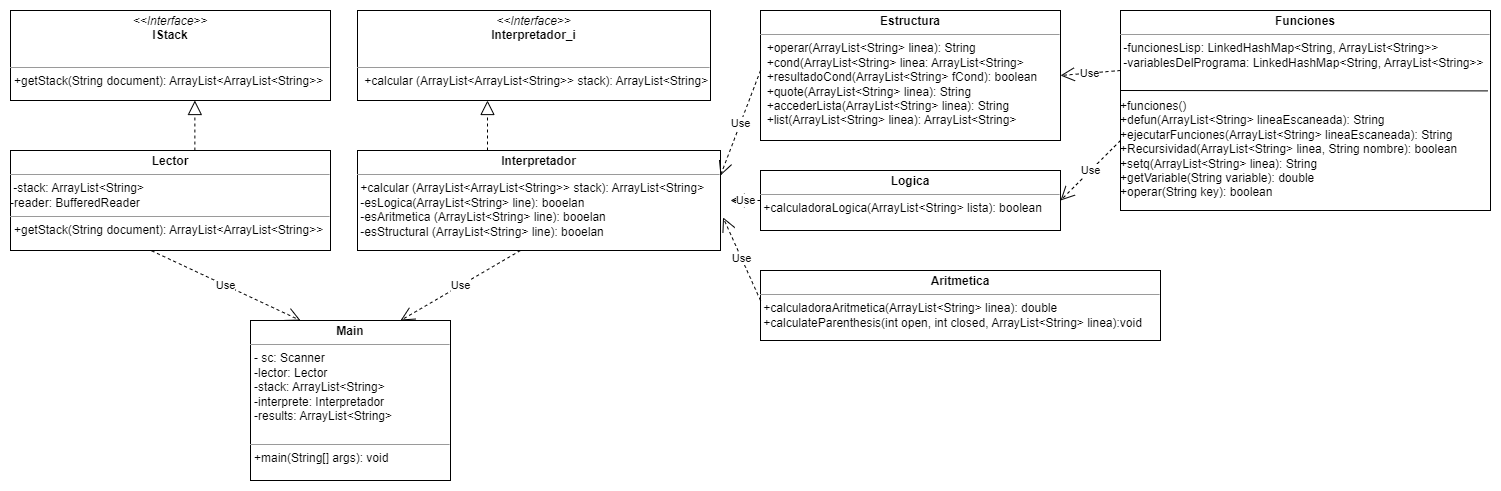 <<Interface>>
IStack
+getStack(String document): ArrayList<ArrayList<String>>
<<Interface>>
Interpretador_i
+calcular (ArrayList<ArrayList<String>> stack): ArrayList<String>
Estructura
+operar(ArrayList<String> linea): String
+cond(ArrayList<String> linea: ArrayList<String>
+resultadoCond(ArrayList<String> fCond): boolean
+quote(ArrayList<String> linea): String
+accederLista(ArrayList<String> linea): String
+list(ArrayList<String> linea): ArrayList<String>
Funciones
-funcionesLisp: LinkedHashMap<String, ArrayList<String>>
-variablesDelPrograma: LinkedHashMap<String, ArrayList<String>>
+funciones()
+defun(ArrayList<String> lineaEscaneada): String
+ejecutarFunciones(ArrayList<String> lineaEscaneada): String
+Recursividad(ArrayList<String> linea, String nombre): boolean
+setq(ArrayList<String> linea): String
+getVariable(String variable): double
+operar(String key): boolean
Use
Use
Use
Lector
-stack: ArrayList<String>
-reader: BufferedReader
+getStack(String document): ArrayList<ArrayList<String>>
Interpretador
+calcular (ArrayList<ArrayList<String>> stack): ArrayList<String>
-esLogica(ArrayList<String> line): booelan
-esAritmetica (ArrayList<String> line): booelan
-esStructural (ArrayList<String> line): booelan
Logica
+calculadoraLogica(ArrayList<String> lista): boolean
Use
Use
Aritmetica
+calculadoraAritmetica(ArrayList<String> linea): double
+calculateParenthesis(int open, int closed, ArrayList<String> linea):void
Use
Use
Main
- sc: Scanner
-lector: Lector
-stack: ArrayList<String>
-interprete: Interpretador
-results: ArrayList<String>
+main(String[] args): void